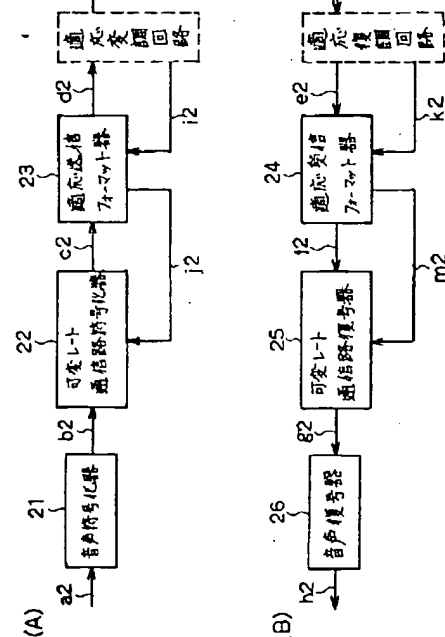 (A)
a2
21
音声符号化器
b2
22
可変レート
通信路符号化器
c2
23
適応送信
フォーマット器
d2
適応変調回路
i2
j2
(B)
h2
26
音声復号器
g2
25
可変レート
通信路復号器
f2
24
適応受信
フォーマット器
e2
適応復調回路
k2
m2